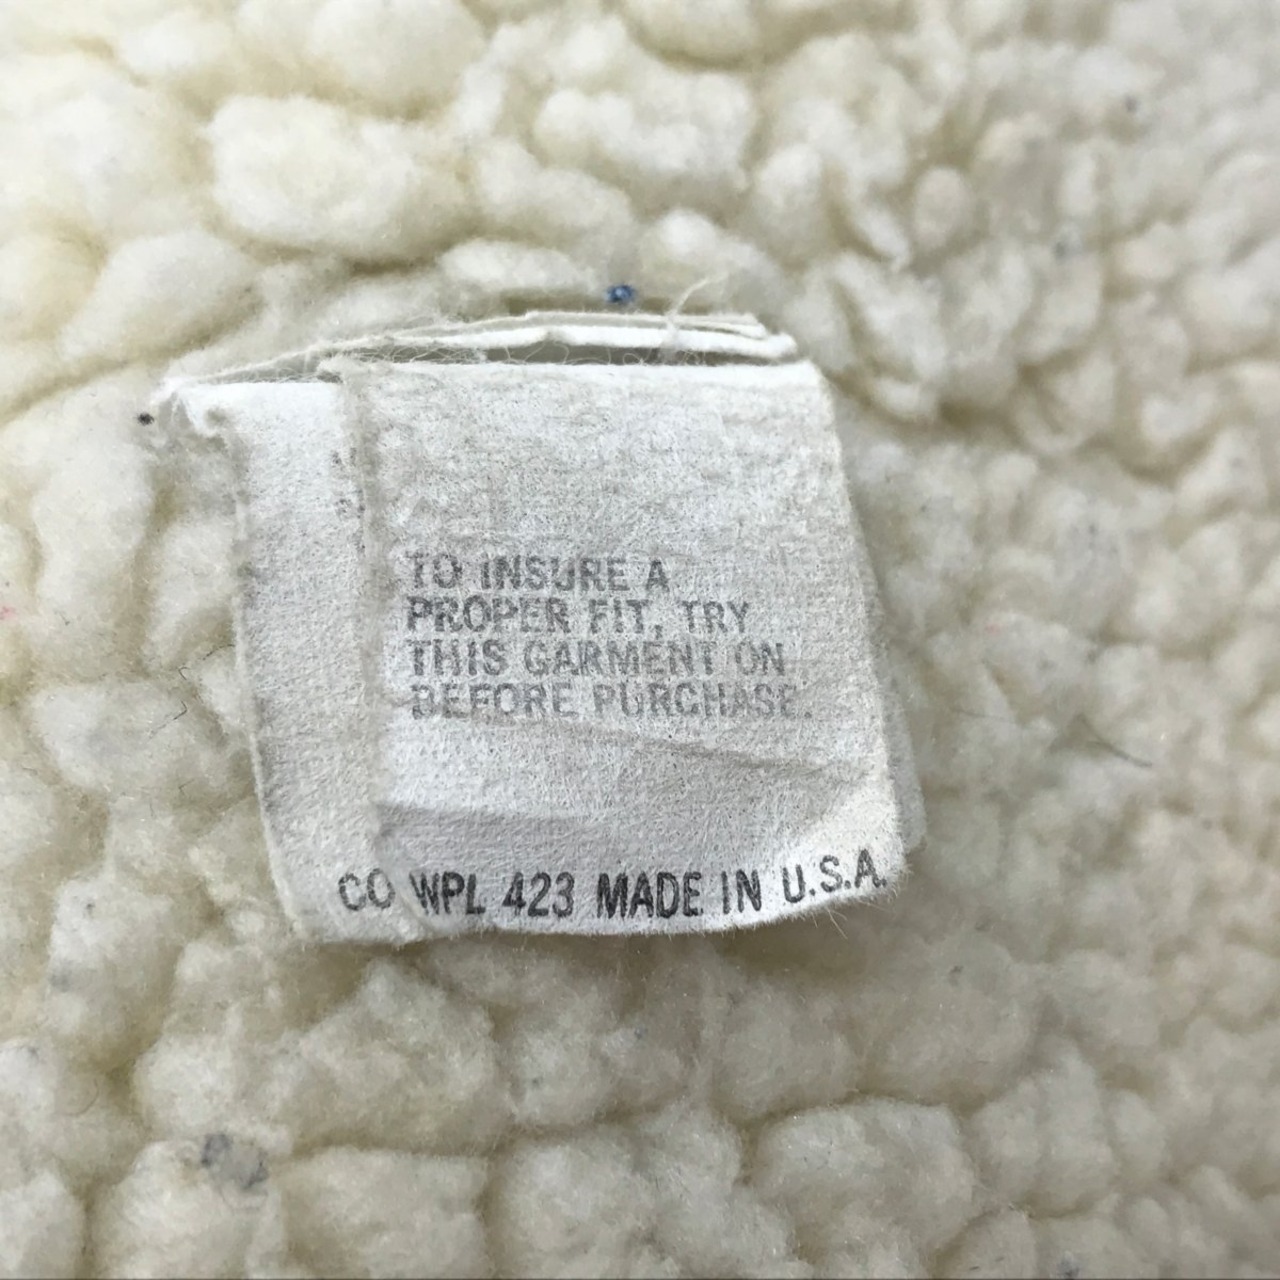 TO INSURE A
PROPER FIT, TRY
THIS GARMENT ON
BEFORE PURCHASE.
CO WPL 423 MADE IN U.S.A.